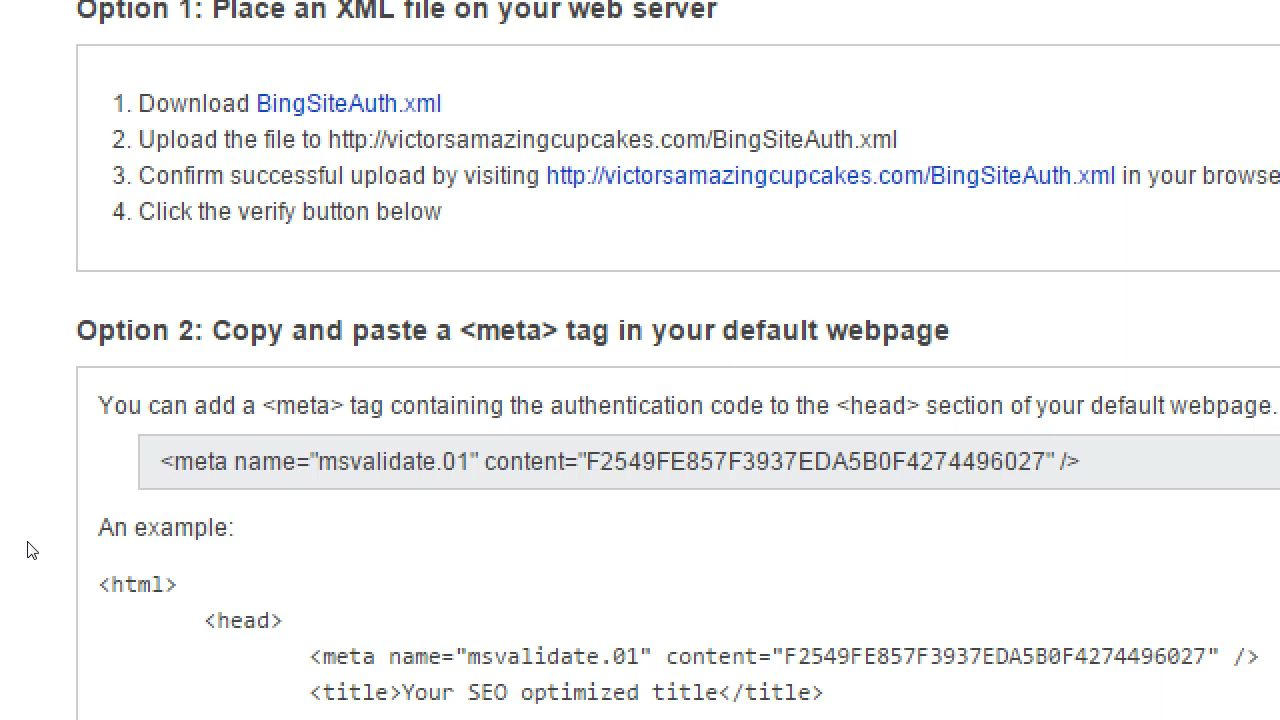 Option 1: Place an XML file on your web server
1. Download BingSiteAuth.xml
2. Upload the file to http://victorsamazingcupcakes.com/BingSiteAuth.xml
3. Confirm successful upload by visiting http://victorsamazingcupcakes.com/BingSiteAuth.xml in your browse
4. Click the verify button below
Option 2: Copy and paste a <meta> tag in your default webpage
You can add a <meta> tag containing the authentication code to the <head> section of your default webpage.
<meta name="msvalidate.01" content="F2549FE857F3937EDA5B0F4274496027" />
An example:
<html>
<head>
<meta name="msvalidate.01" content="F2549FE857F3937EDA5B0F4274496027" />
<title>Your SEO optimized title</title>